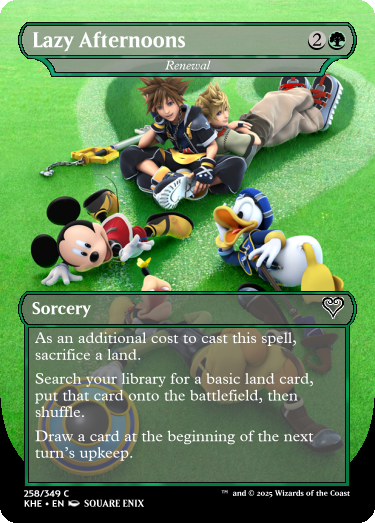 Lazy Afternoons 2
Renewal
Sorcery
As an additional cost to cast this spell,
sacrifice a land.
Search your library for a basic land card,
put that card onto the battlefield, then
shuffle.
Draw a card at the beginning of the next
turn's upkeep.
258/349 C
KHE • EN SQUARE ENIX
™ and © 2025 Wizards of the Coast